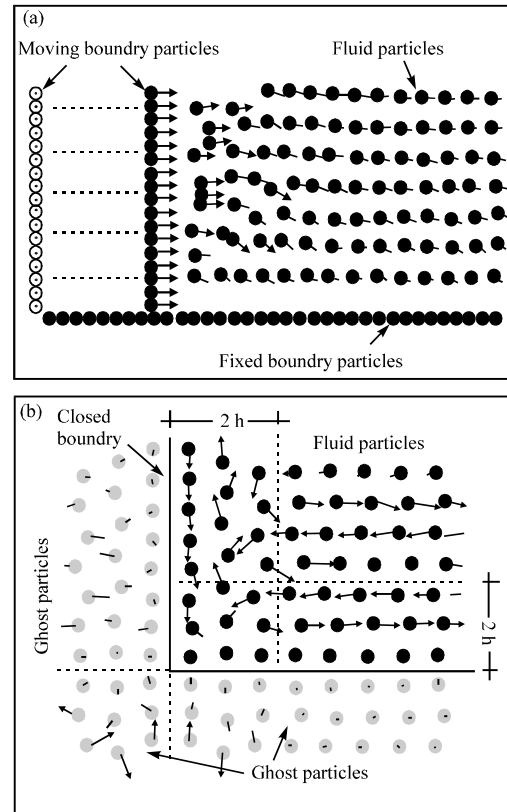 (a)
Moving boundry particles
Fluid particles
Fixed boundry particles
(b)
Closed
boundry
2 h
Fluid particles
Ghost particles
2 h
Ghost particles